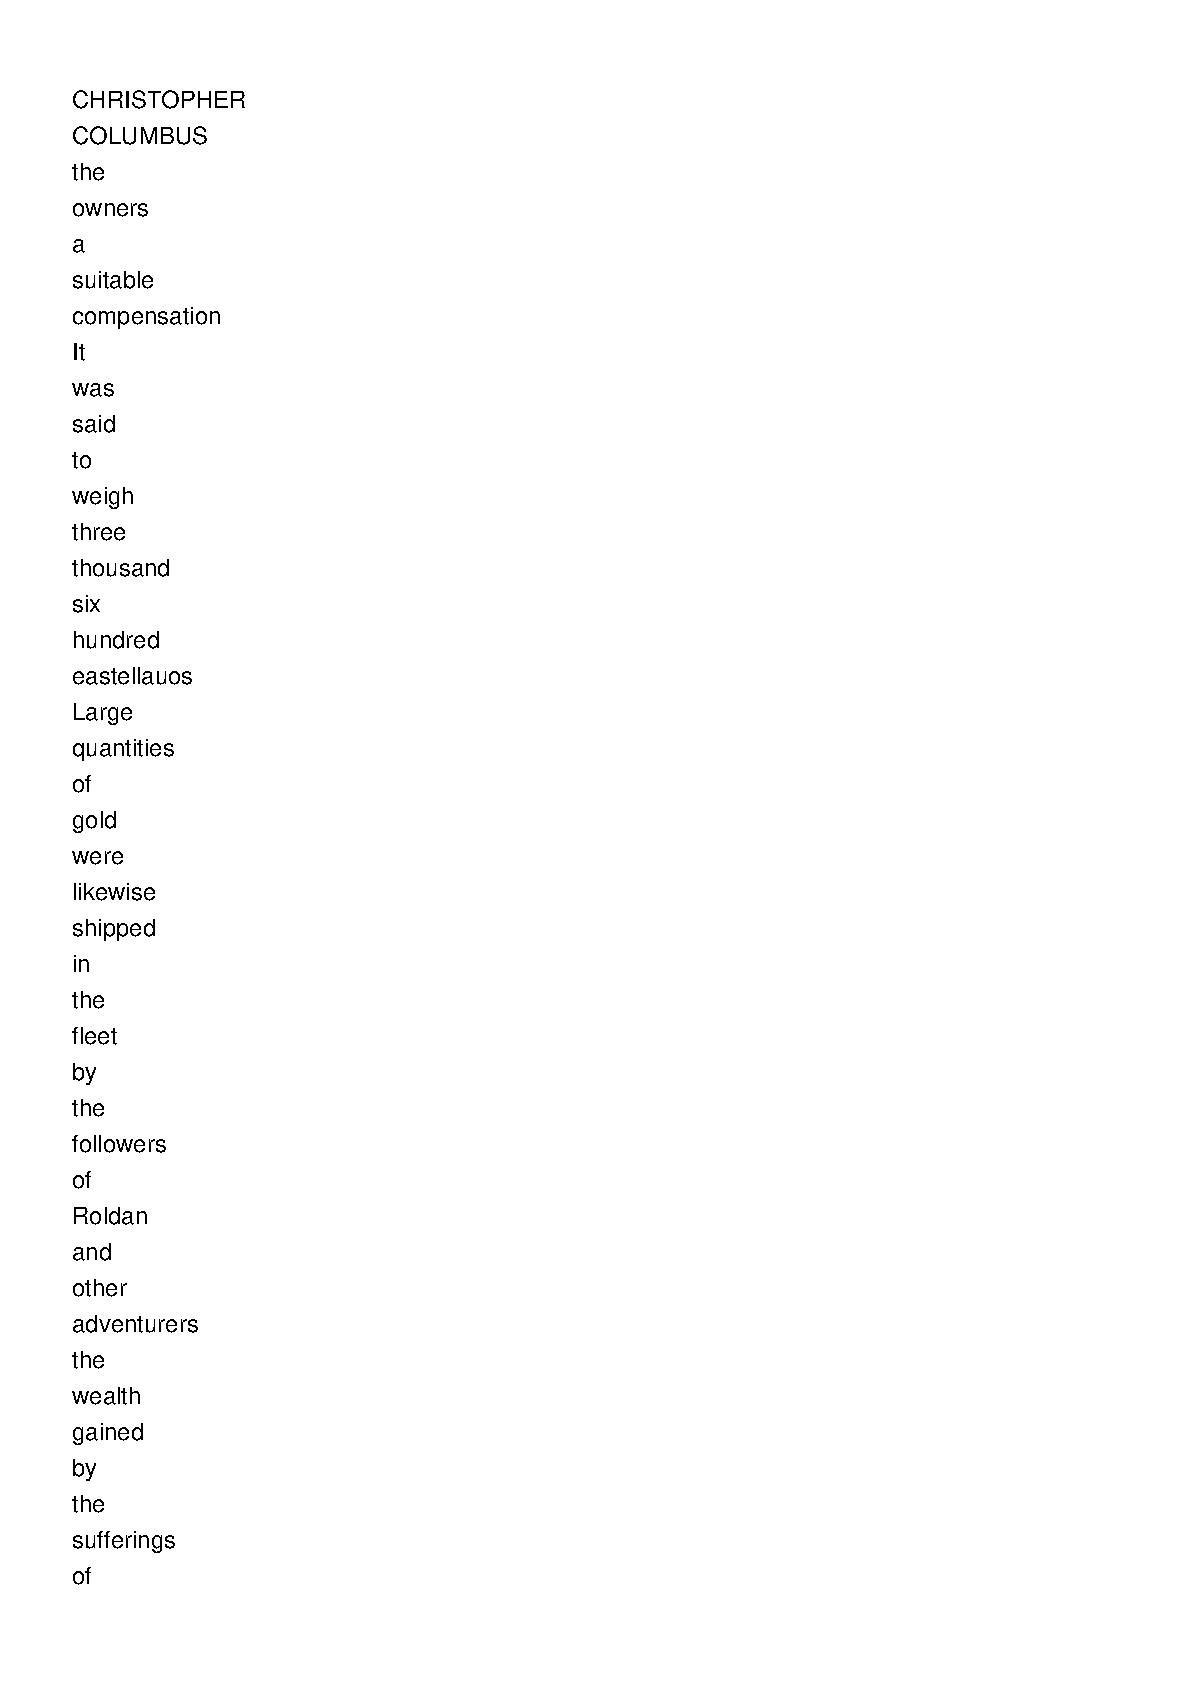 CHRISTOPHER
COLUMBUS
the
owners
a
suitable
compensation
It
was
said
to
weigh
three
thousand
six
hundred
eastellauos
Large
quantities
of
gold
were
likewise
shipped
in
the
fleet
by
the
followers
of
Roldan
and
other
adventurers
the
wealth
gained
by
the
sufferings
of